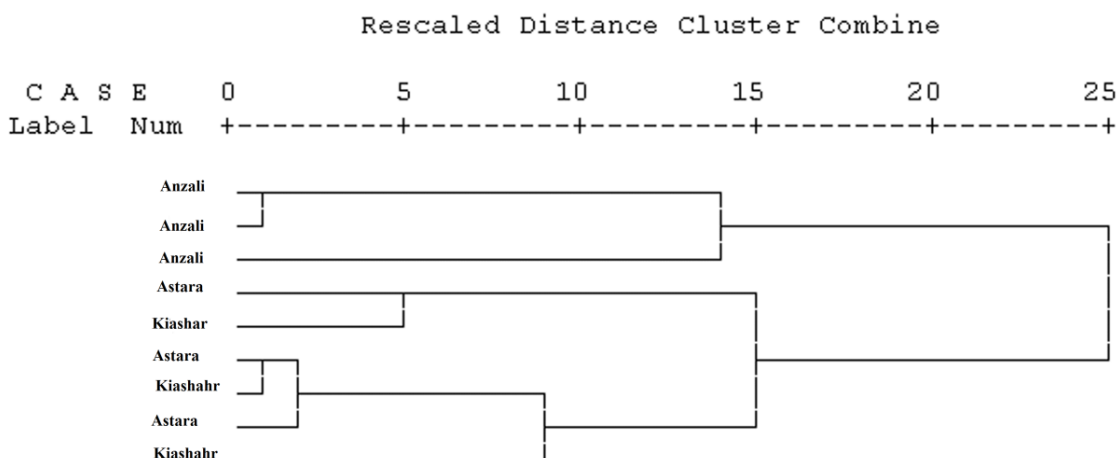 Rescaled Distance Cluster Combine
C A S E 0 5 10 15 20 25
Label Num +---------+---------+---------+---------+---------+
Anzali
Anzali
Anzali
Astara
Kiashar
Astara
Kiashahr
Astara
Kiashahr